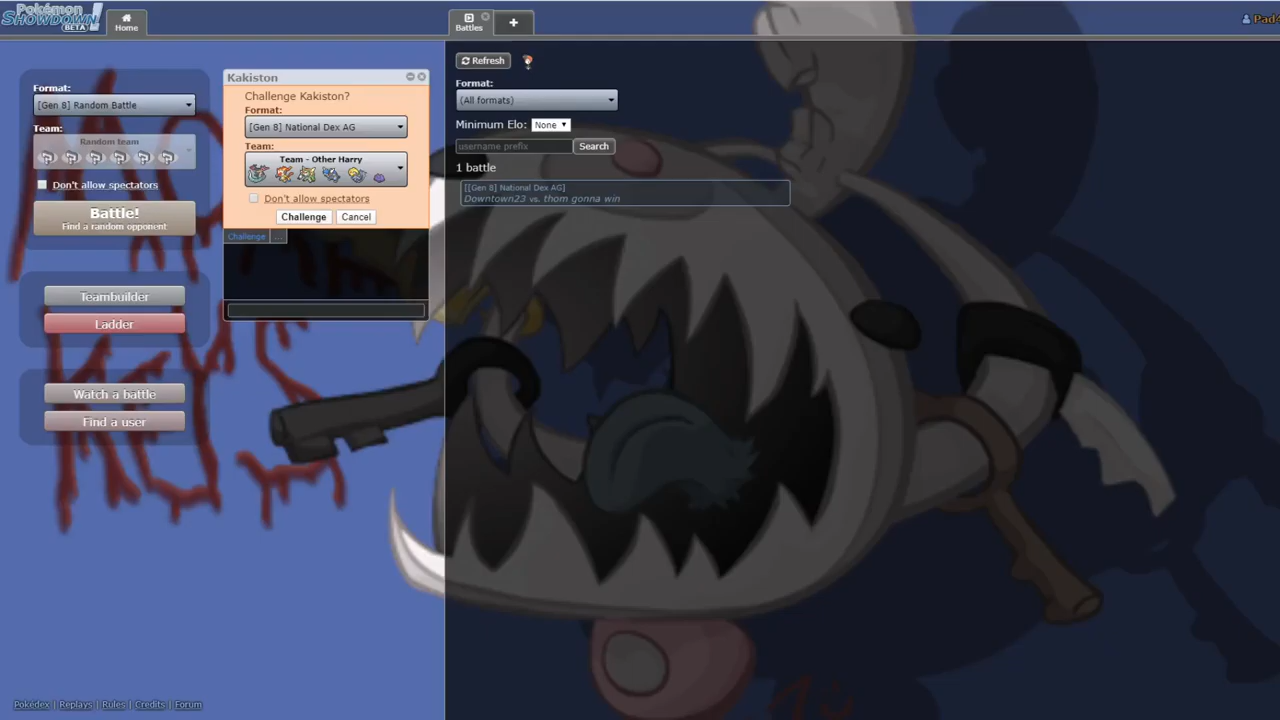 Pokémon
SHOWDOWN!
BETA
Home
Battles
+
Format:
[Gen 8] Random Battle
Team:
Random team
Don't allow spectators
Battle!
Find a random opponent
Teambuilder
Ladder
Watch a battle
Find a user
Pokédex | Replays | Rules | Credits | Forum
Kakiston
Challenge Kakiston?
Format:
[Gen 8] National Dex AG
Team:
Team - Other Harry
Don't allow spectators
Challenge Cancel
Challenge ...
Refresh
Format:
(All formats)
Minimum Elo: None
username prefix Search
1 battle
[[Gen 8] National Dex AG]
Downtown23 vs. thom gonna win